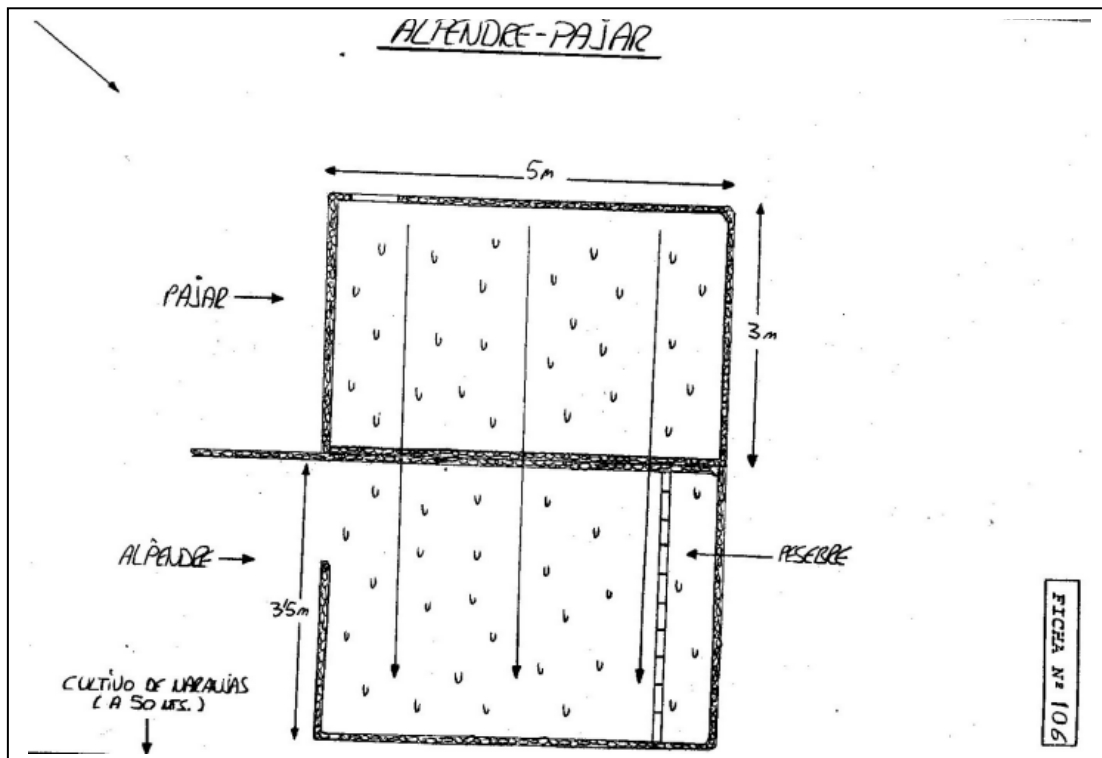 ALPENDRE-PAJAR
5m
PAJAR
3m
ALPENDRE
PESEBRE
3'5m
CULTIVO DE NARANJAS
( A 50 MTS.)
FICHA Nº 106